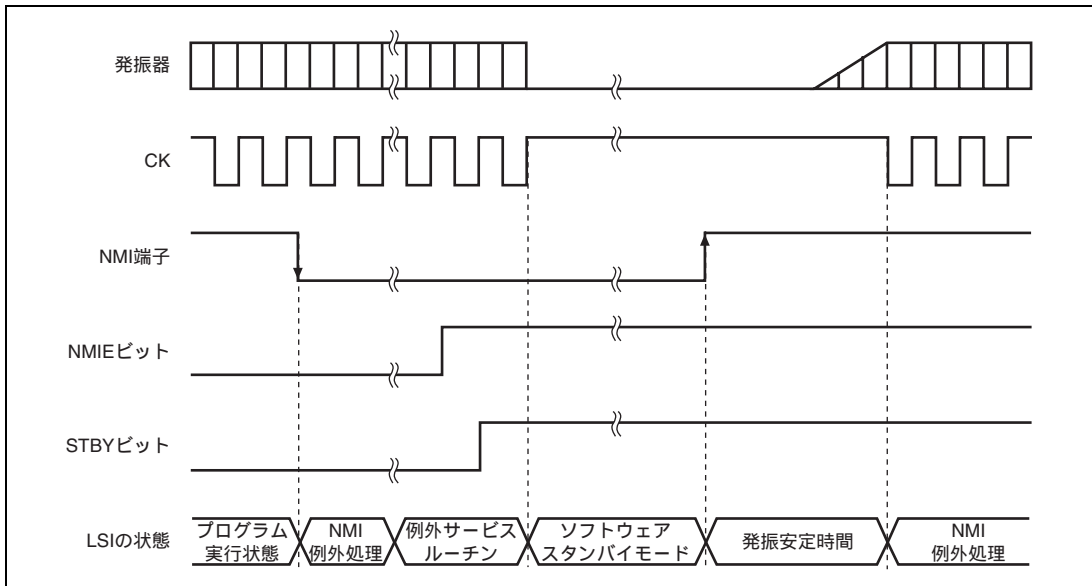 発振器
CK
NMI端子
NMIEビット
STBYビット
LSIの状態
プログラム
実行状態
NMI
例外処理
例外サービス
ルーチン
ソフトウェア
スタンバイモード
発振安定時間
NMI
例外処理